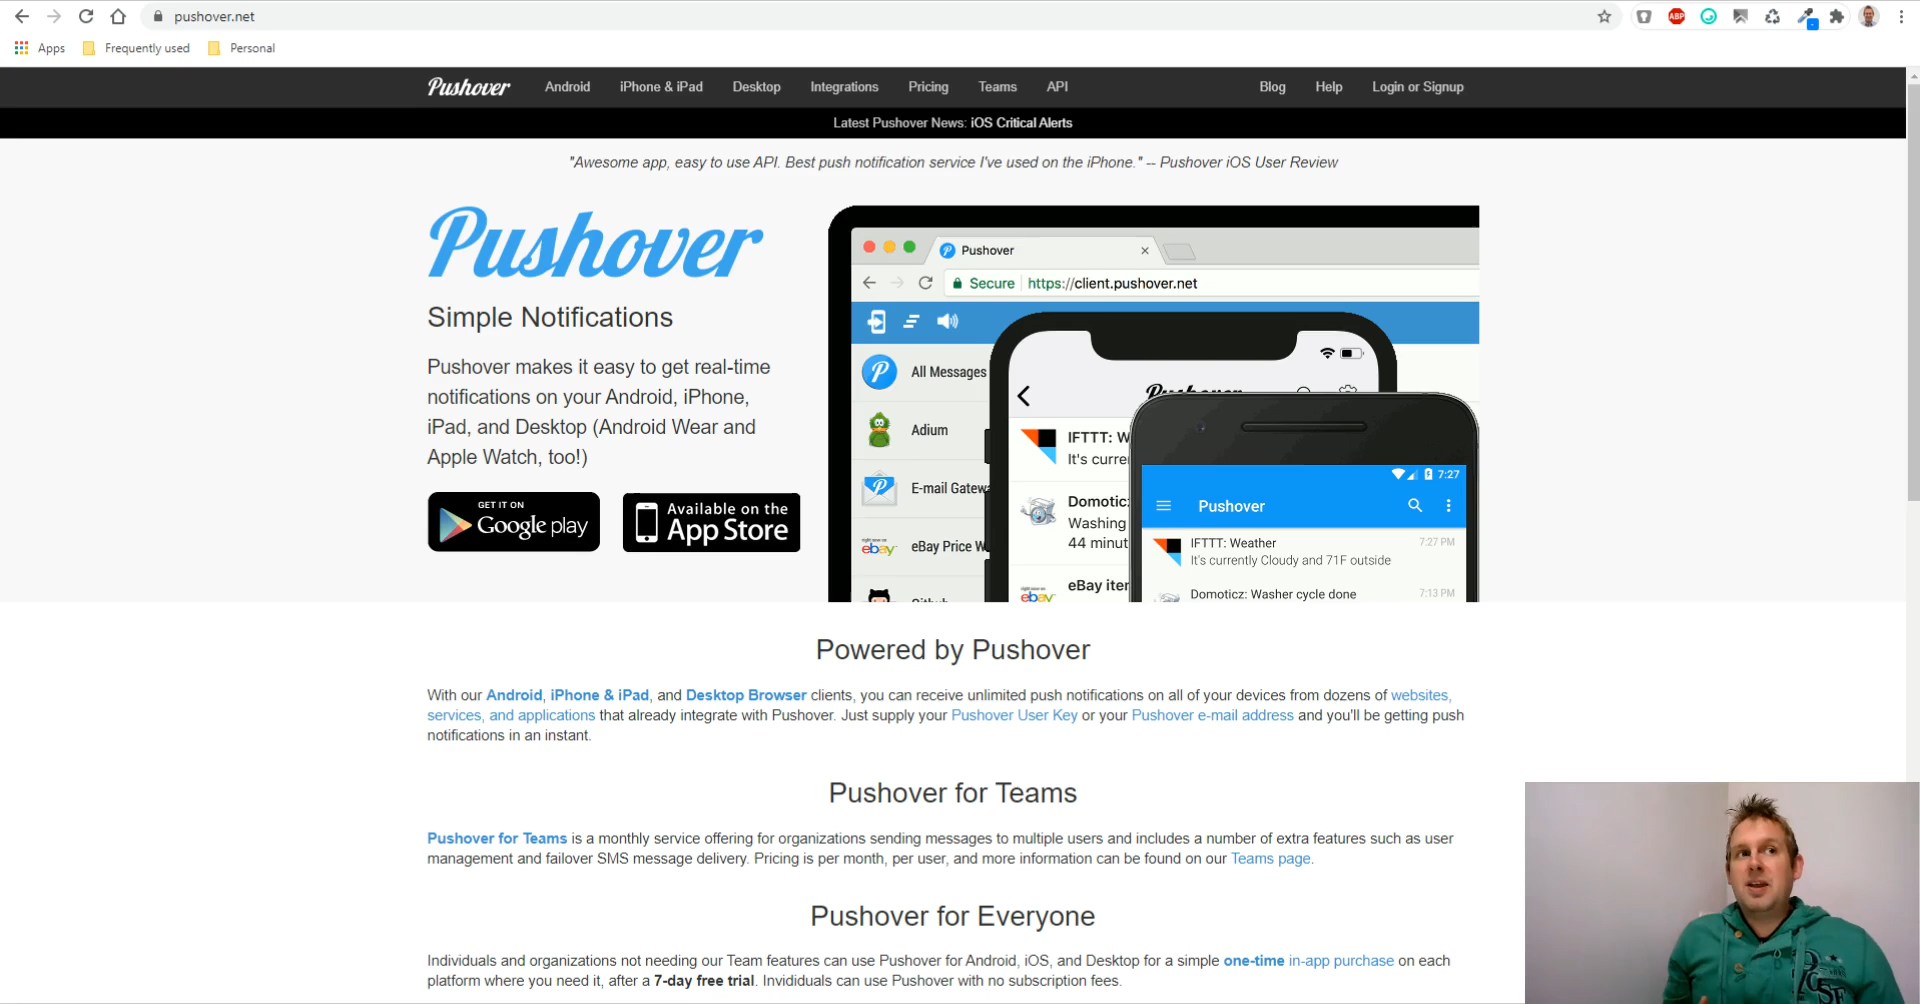 pushover.net
Apps
Frequently used
Personal
ABP
Pushover
Android
iPhone & iPad
Desktop
Integrations
Pricing
Teams
API
Blog
Help
Login or Signup
Latest Pushover News: iOS Critical Alerts
"Awesome app, easy to use API. Best push notification service I've used on the iPhone." -- Pushover iOS User Review
Pushover
Simple Notifications
Pushover makes it easy to get real-time
notifications on your Android, iPhone,
iPad, and Desktop (Android Wear and
Apple Watch, too!)
GET IT ON
Google play
Available on the
App Store
Pushover
Secure
https://client.pushover.net
All Messages
Adium
E-mail Gatew
eBay Price W
ebay
Github
Pushover
IFTTT: W
It's curre
Domoticz
Washing
44 minut
eBay iter
ebay
7:27
Pushover
IFTTT: Weather
7:27 PM
It's currently Cloudy and 71F outside
Domoticz: Washer cycle done
7:13 PM
Powered by Pushover
With our Android, iPhone & iPad, and Desktop Browser clients, you can receive unlimited push notifications on all of your devices from dozens of websites,
services, and applications that already integrate with Pushover. Just supply your Pushover User Key or your Pushover e-mail address and you'll be getting push
notifications in an instant.
Pushover for Teams
Pushover for Teams is a monthly service offering for organizations sending messages to multiple users and includes a number of extra features such as user
management and failover SMS message delivery. Pricing is per month, per user, and more information can be found on our Teams page.
Pushover for Everyone
Individuals and organizations not needing our Team features can use Pushover for Android, iOS, and Desktop for a simple one-time in-app purchase on each
platform where you need it, after a 7-day free trial. Invididuals can use Pushover with no subscription fees.